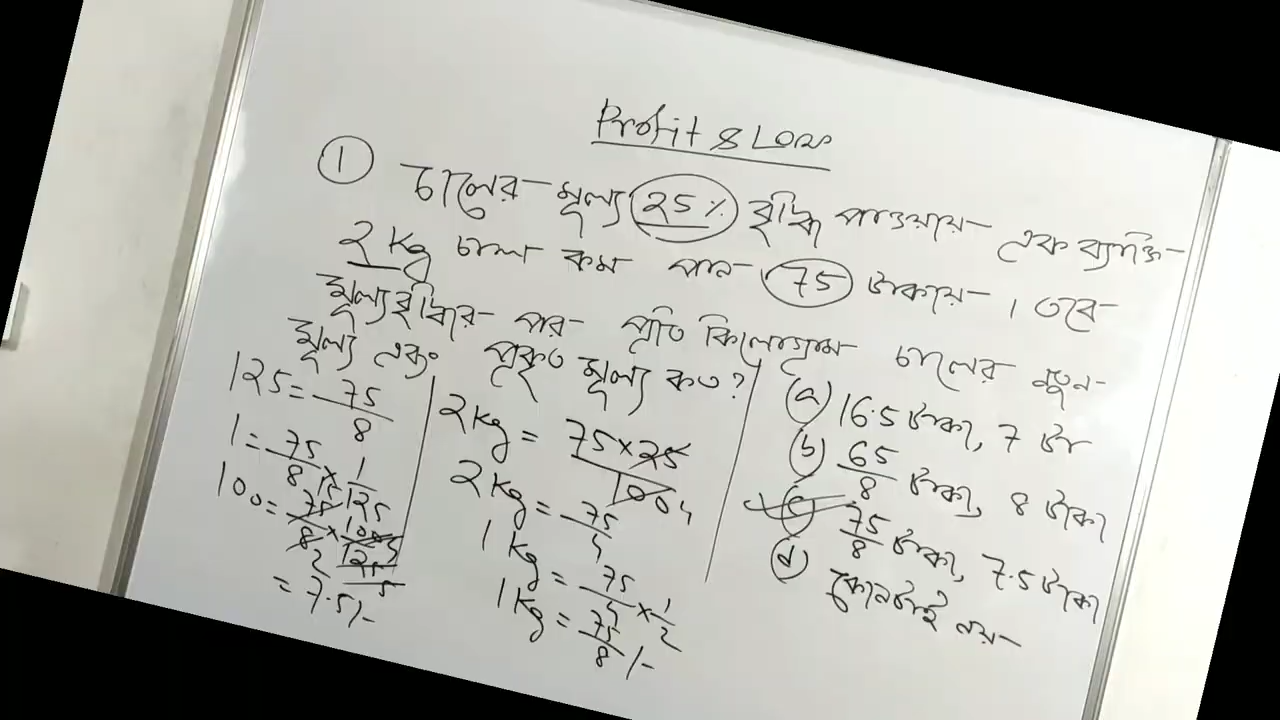 Profit & Loss
① চালের মূল্য 25% বৃদ্ধি পাওয়ায় এক ব্যাক্তি
2 Kg চাল কম পান 75 টাকায়। তবে
মূল্যবৃদ্ধির পর প্রতি কিলোগ্রাম চালের নতুন
মূল্য এবং প্রকৃত মূল্য কত?
125 = 75/8
1 = 75/8 × 1/125
100 = 75/8 × 100/125
= 7.5/-
2 Kg = 75×25/100
2 Kg = 75/4
1 Kg = 75/4 × 1/2
1 Kg = 75/8 /-
(a) 16.5 টাকা, 7 টা
(b) 65/8 টাকা, 8 টাকা
(c) 75/8 টাকা, 7.5 টাকা
(d) কোনটাই নয়